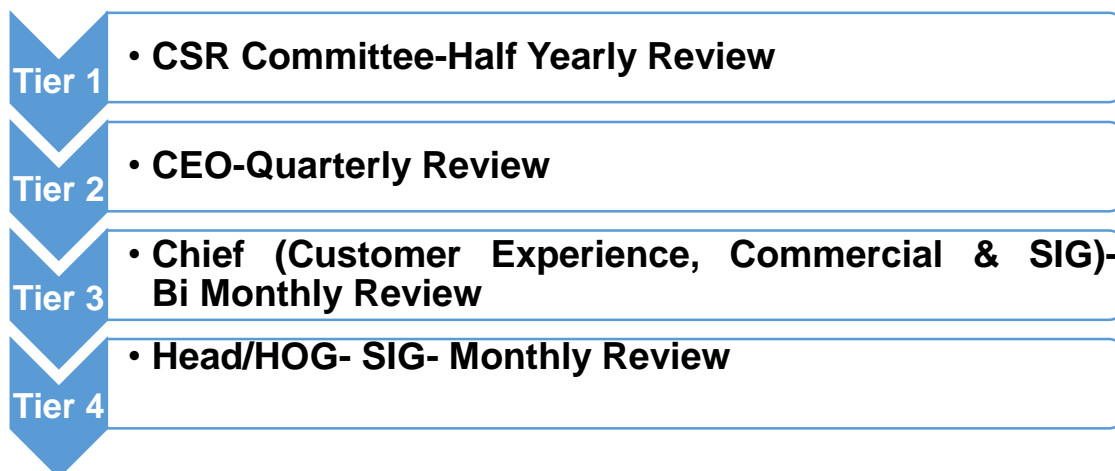 Tier 1
• CSR Committee-Half Yearly Review
Tier 2
• CEO-Quarterly Review
Tier 3
• Chief (Customer Experience, Commercial & SIG)-
Bi Monthly Review
Tier 4
• Head/HOG- SIG- Monthly Review